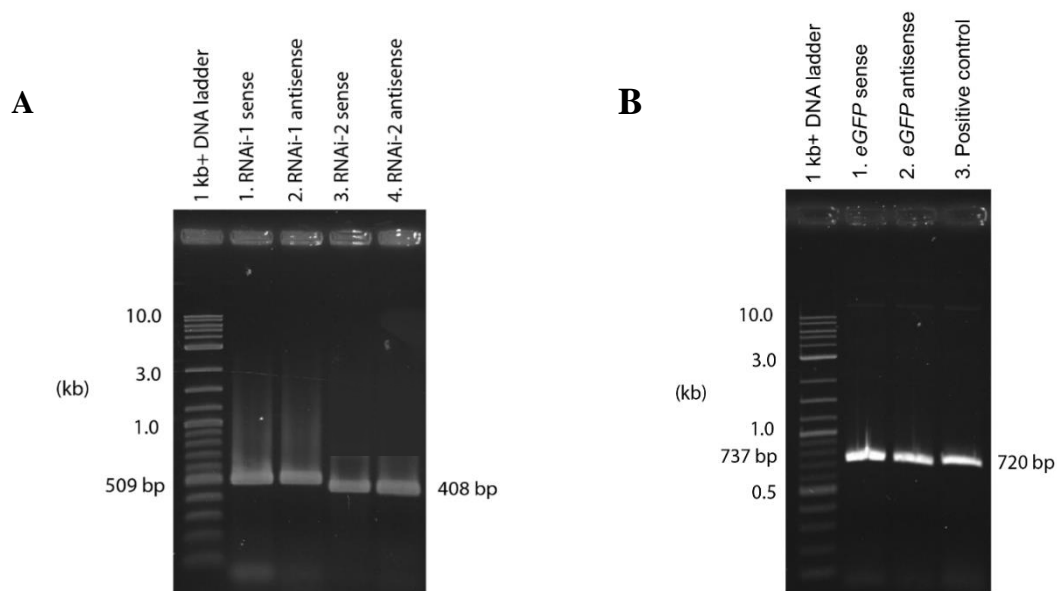 A
1 kb+ DNA ladder
1. RNAi-1 sense
2. RNAi-1 antisense
3. RNAi-2 sense
4. RNAi-2 antisense
10.0
3.0
(kb)
1.0
509 bp
408 bp
B
1 kb+ DNA ladder
1. eGFP sense
2. eGFP antisense
3. Positive control
10.0
3.0
(kb)
1.0
737 bp
720 bp
0.5